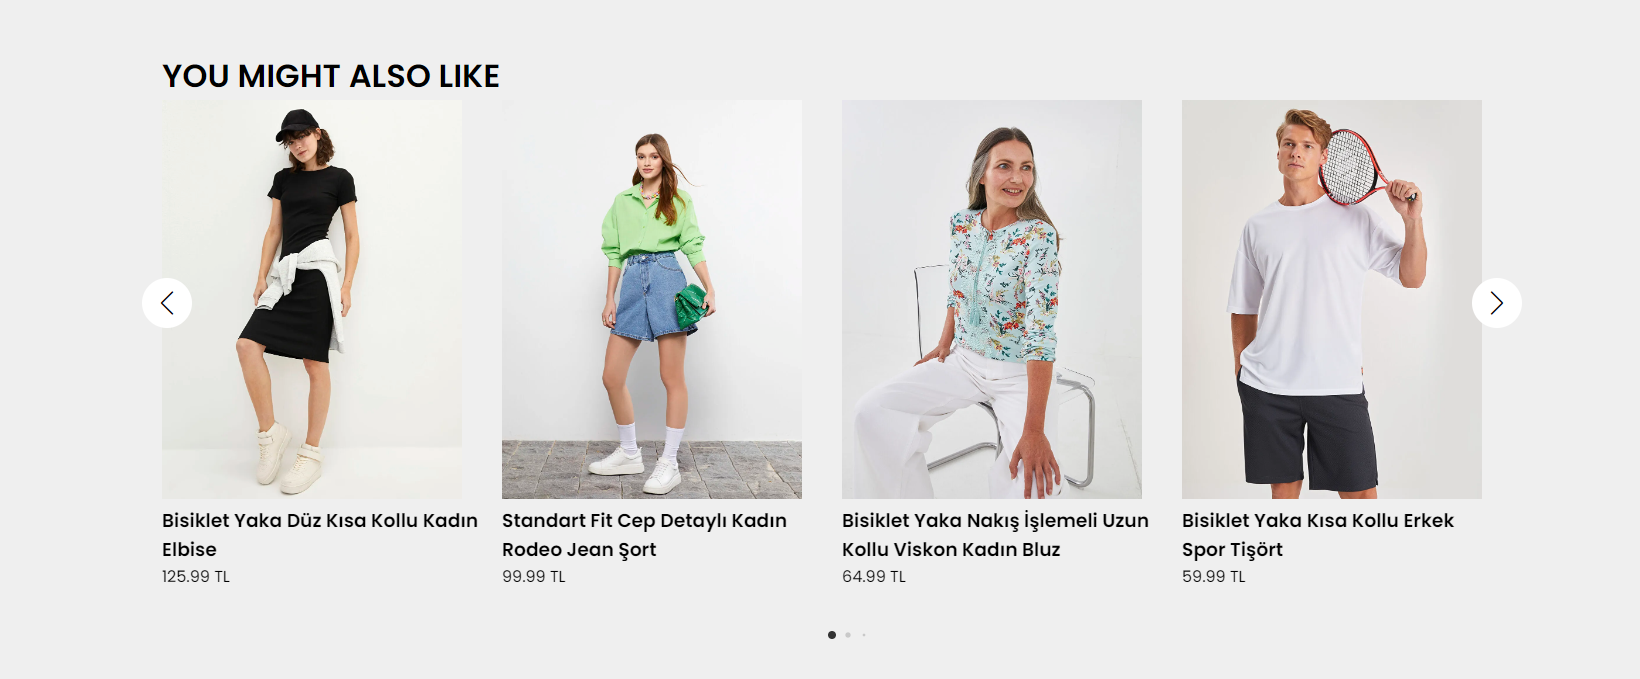 YOU MIGHT ALSO LIKE
Bisiklet Yaka Düz Kısa Kollu Kadın
Elbise
125.99 TL
Standart Fit Cep Detaylı Kadın
Rodeo Jean Şort
99.99 TL
Bisiklet Yaka Nakış İşlemeli Uzun
Kollu Viskon Kadın Bluz
64.99 TL
Bisiklet Yaka Kısa Kollu Erkek
Spor Tişört
59.99 TL